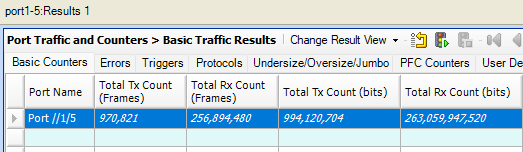 port1-5:Results 1
Port Traffic and Counters > Basic Traffic Results Change Result View
Basic Counters Errors Triggers Protocols Undersize/Oversize/Jumbo PFC Counters User De
Port Name Total Tx Count (Frames) Total Rx Count (Frames) Total Tx Count (bits) Total Rx Count (bits)
Port //1/5 970,821 256,894,480 994,120,704 263,059,947,520